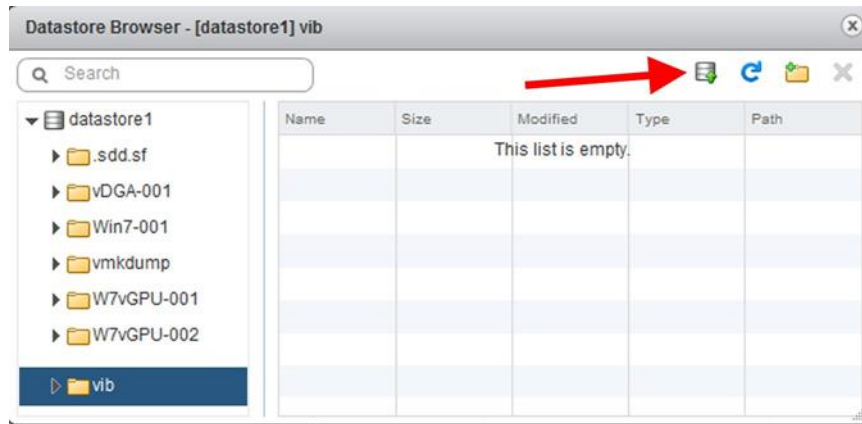 Datastore Browser - [datastore1] vib
Search
datastore1
.sdd.sf
vDGA-001
Win7-001
vmkdump
W7vGPU-001
W7vGPU-002
vib
Name Size Modified Type Path
This list is empty.